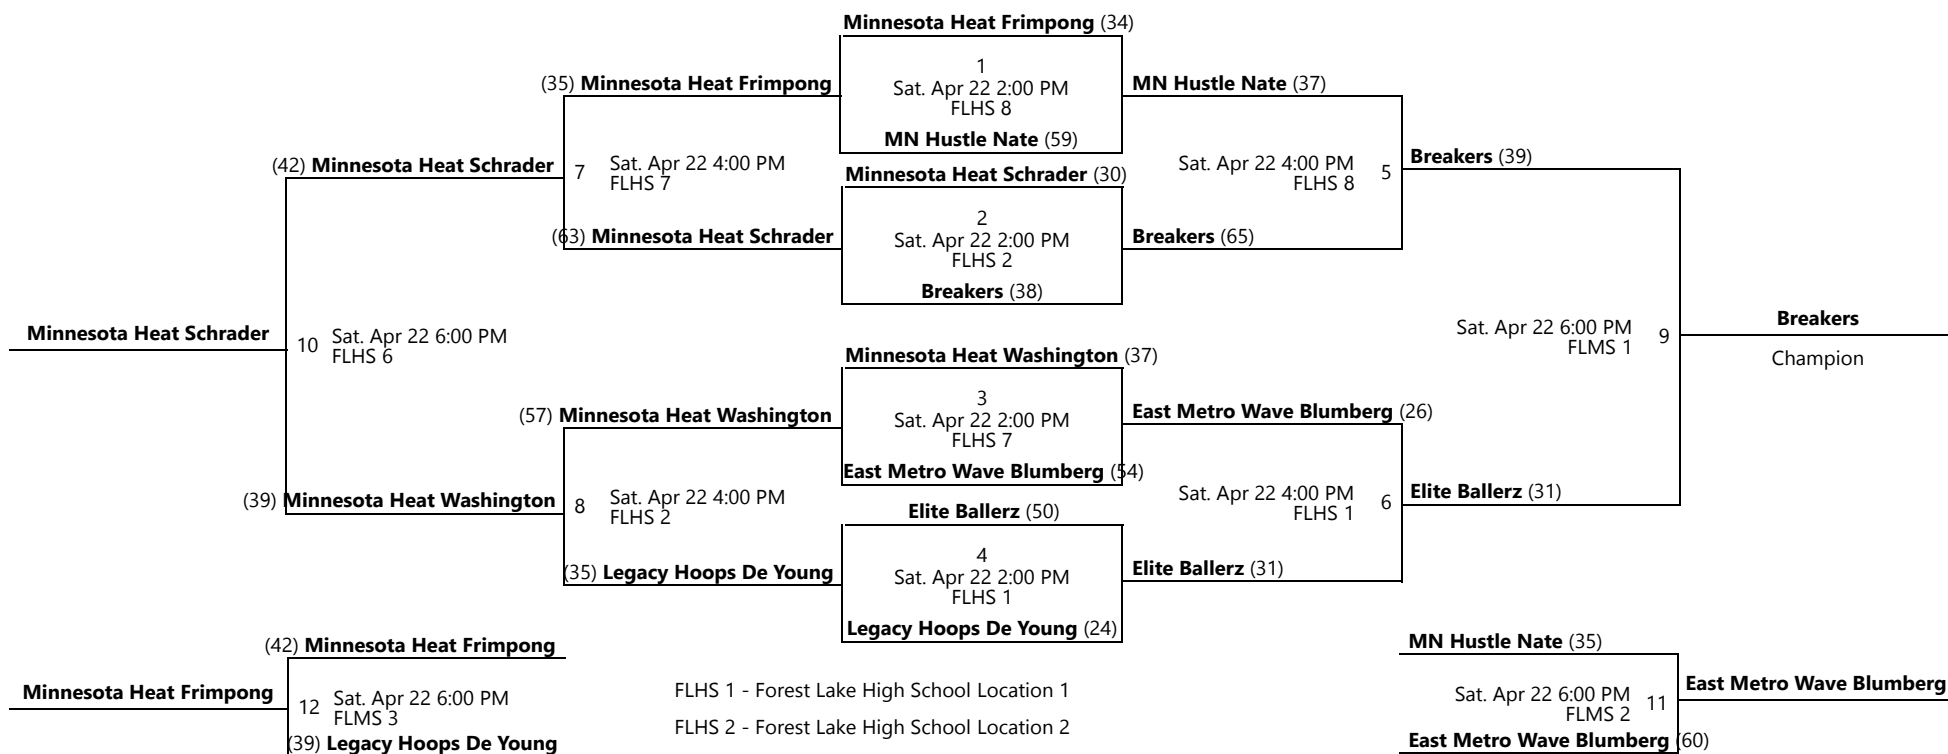 Minnesota Heat Frimpong (34)
1
Sat. Apr 22 2:00 PM
FLHS 8
MN Hustle Nate (59)
(35) Minnesota Heat Frimpong
MN Hustle Nate (37)
(42) Minnesota Heat Schrader
7
Sat. Apr 22 4:00 PM
FLHS 7
Minnesota Heat Schrader (30)
2
Sat. Apr 22 2:00 PM
FLHS 2
Breakers (38)
Sat. Apr 22 4:00 PM
FLHS 8
5
Breakers (39)
(63) Minnesota Heat Schrader
Breakers (65)
Minnesota Heat Schrader
10
Sat. Apr 22 6:00 PM
FLHS 6
Sat. Apr 22 6:00 PM
FLMS 1
9
Breakers
Champion
Minnesota Heat Washington (37)
3
Sat. Apr 22 2:00 PM
FLHS 7
East Metro Wave Blumberg (54)
(57) Minnesota Heat Washington
East Metro Wave Blumberg (26)
(39) Minnesota Heat Washington
8
Sat. Apr 22 4:00 PM
FLHS 2
Elite Ballerz (50)
4
Sat. Apr 22 2:00 PM
FLHS 1
Legacy Hoops De Young (24)
Sat. Apr 22 4:00 PM
FLHS 1
6
Elite Ballerz (31)
(35) Legacy Hoops De Young
Elite Ballerz (31)
(42) Minnesota Heat Frimpong
Minnesota Heat Frimpong
12
Sat. Apr 22 6:00 PM
FLMS 3
(39) Legacy Hoops De Young
FLHS 1 - Forest Lake High School Location 1
FLHS 2 - Forest Lake High School Location 2
MN Hustle Nate (35)
Sat. Apr 22 6:00 PM
FLMS 2
11
East Metro Wave Blumberg
East Metro Wave Blumberg (60)